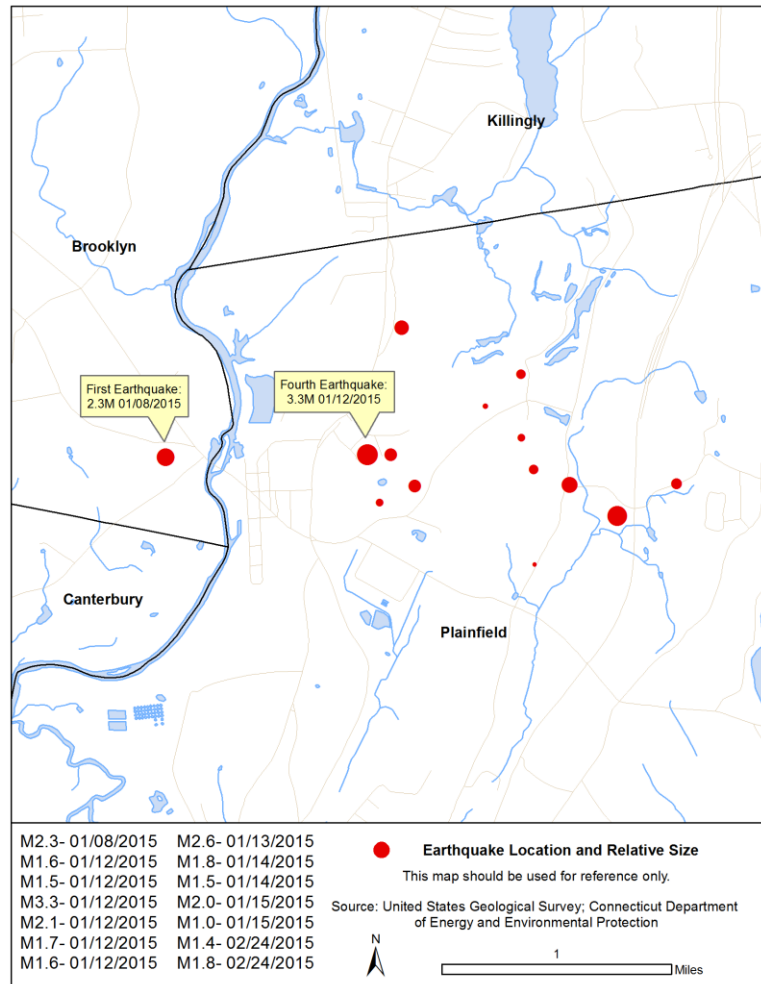 Killingly
Brooklyn
First Earthquake:
2.3M 01/08/2015
Fourth Earthquake:
3.3M 01/12/2015
Canterbury
Plainfield
M2.3- 01/08/2015
M1.6- 01/12/2015
M1.5- 01/12/2015
M3.3- 01/12/2015
M2.1- 01/12/2015
M1.7- 01/12/2015
M1.6- 01/12/2015
M2.6- 01/13/2015
M1.8- 01/14/2015
M1.5- 01/14/2015
M2.0- 01/15/2015
M1.0- 01/15/2015
M1.4- 02/24/2015
M1.8- 02/24/2015
Earthquake Location and Relative Size
This map should be used for reference only.
Source: United States Geological Survey; Connecticut Department
of Energy and Environmental Protection
N
1
Miles